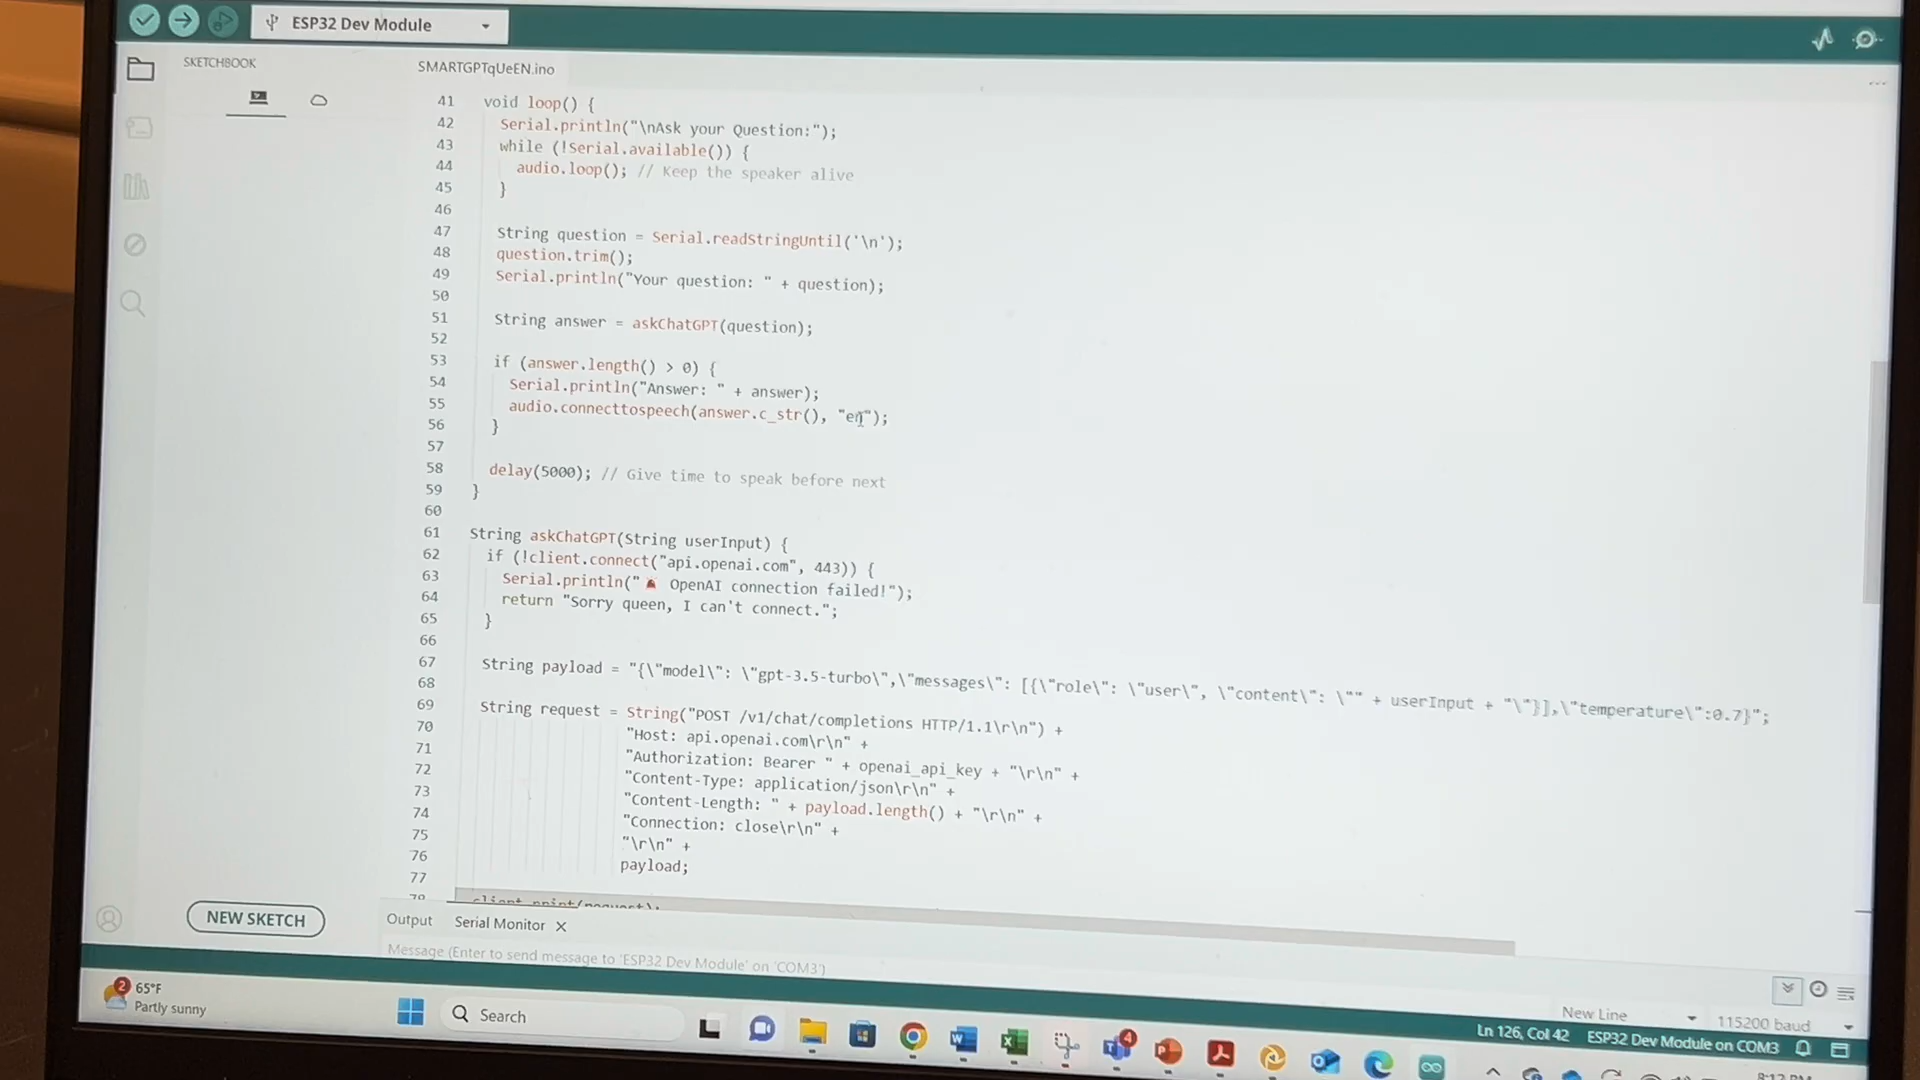 ESP32 Dev Module
SKETCHBOOK
SMARTGPTqUeEN.ino
41 void loop() {
42 Serial.println("\nAsk your Question:");
43 while (!Serial.available()) {
44 audio.loop(); // Keep the speaker alive
45 }
46
47 String question = Serial.readStringUntil('\n');
48 question.trim();
49 Serial.println("Your question: " + question);
50
51 String answer = askChatGPT(question);
52
53 if (answer.length() > 0) {
54 Serial.println("Answer: " + answer);
55 audio.connecttospeech(answer.c_str(), "en");
56 }
57
58 delay(5000); // Give time to speak before next
59 }
60
61 String askChatGPT(String userInput) {
62 if (!client.connect("api.openai.com", 443)) {
63 Serial.println("🚨 OpenAI connection failed!");
64 return "Sorry queen, I can't connect.";
65 }
66
67 String payload = "{\"model\": \"gpt-3.5-turbo\",\"messages\": [{\"role\": \"user\", \"content\": \"" + userInput + "\"}],\"temperature\":0.7}";
68
69 String request = String("POST /v1/chat/completions HTTP/1.1\r\n") +
70 "Host: api.openai.com\r\n" +
71 "Authorization: Bearer " + openai_api_key + "\r\n" +
72 "Content-Type: application/json\r\n" +
73 "Content-Length: " + payload.length() + "\r\n" +
74 "Connection: close\r\n" +
75 "\r\n" +
76 payload;
77
78 client.print(request);
NEW SKETCH
Output Serial Monitor X
Message (Enter to send message to 'ESP32 Dev Module' on 'COM3')
New Line 115200 baud
Ln 126, Col 42 ESP32 Dev Module on COM3
2
65°F
Partly sunny
Search
4
8:12 PM